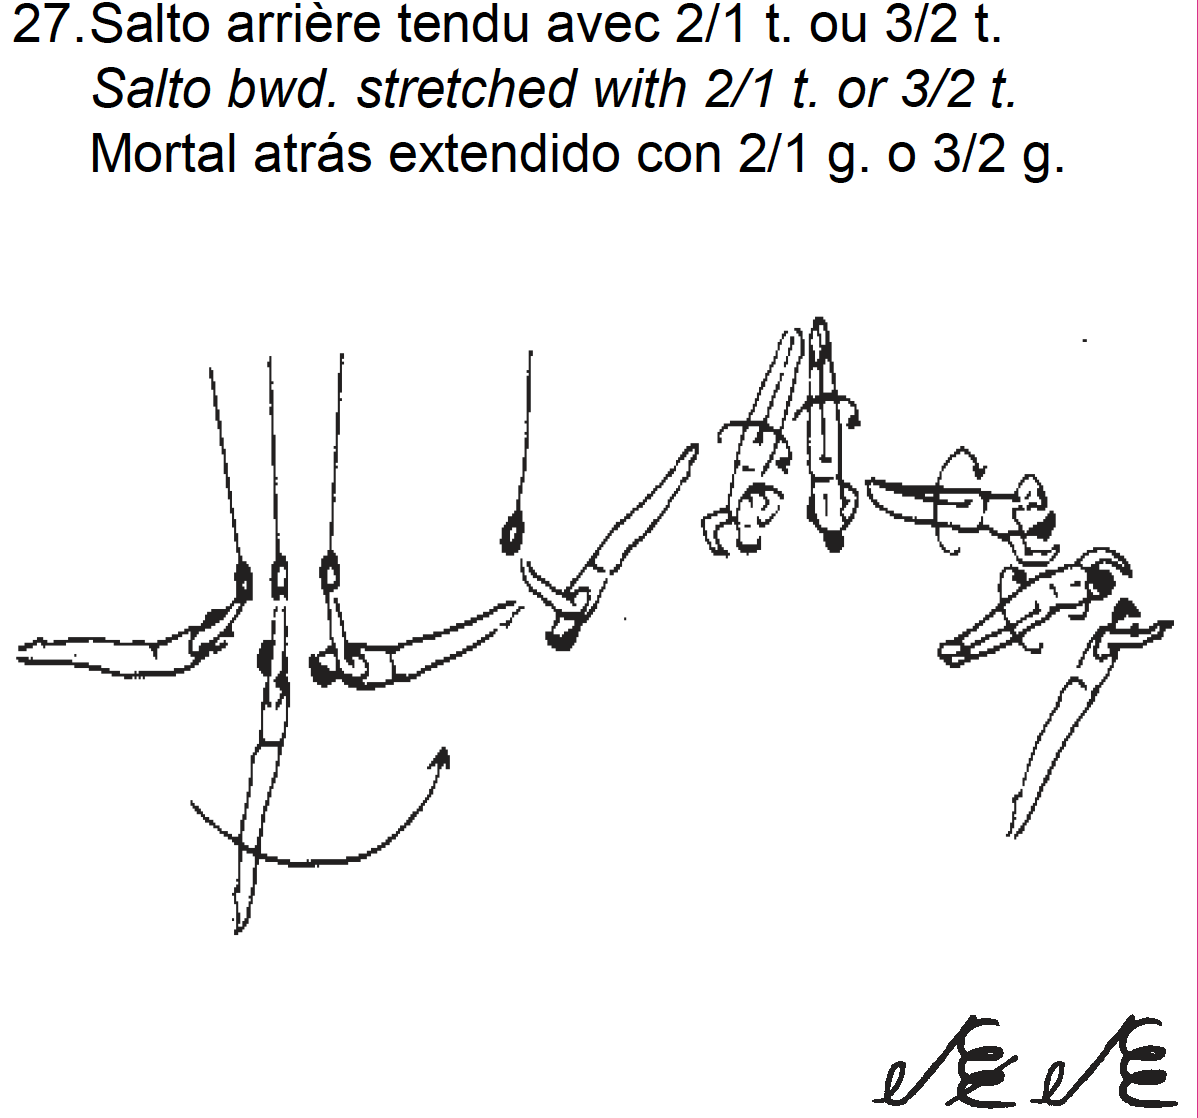 27.Salto arrière tendu avec 2/1 t. ou 3/2 t.
Salto bwd. stretched with 2/1 t. or 3/2 t.
Mortal atrás extendido con 2/1 g. o 3/2 g.